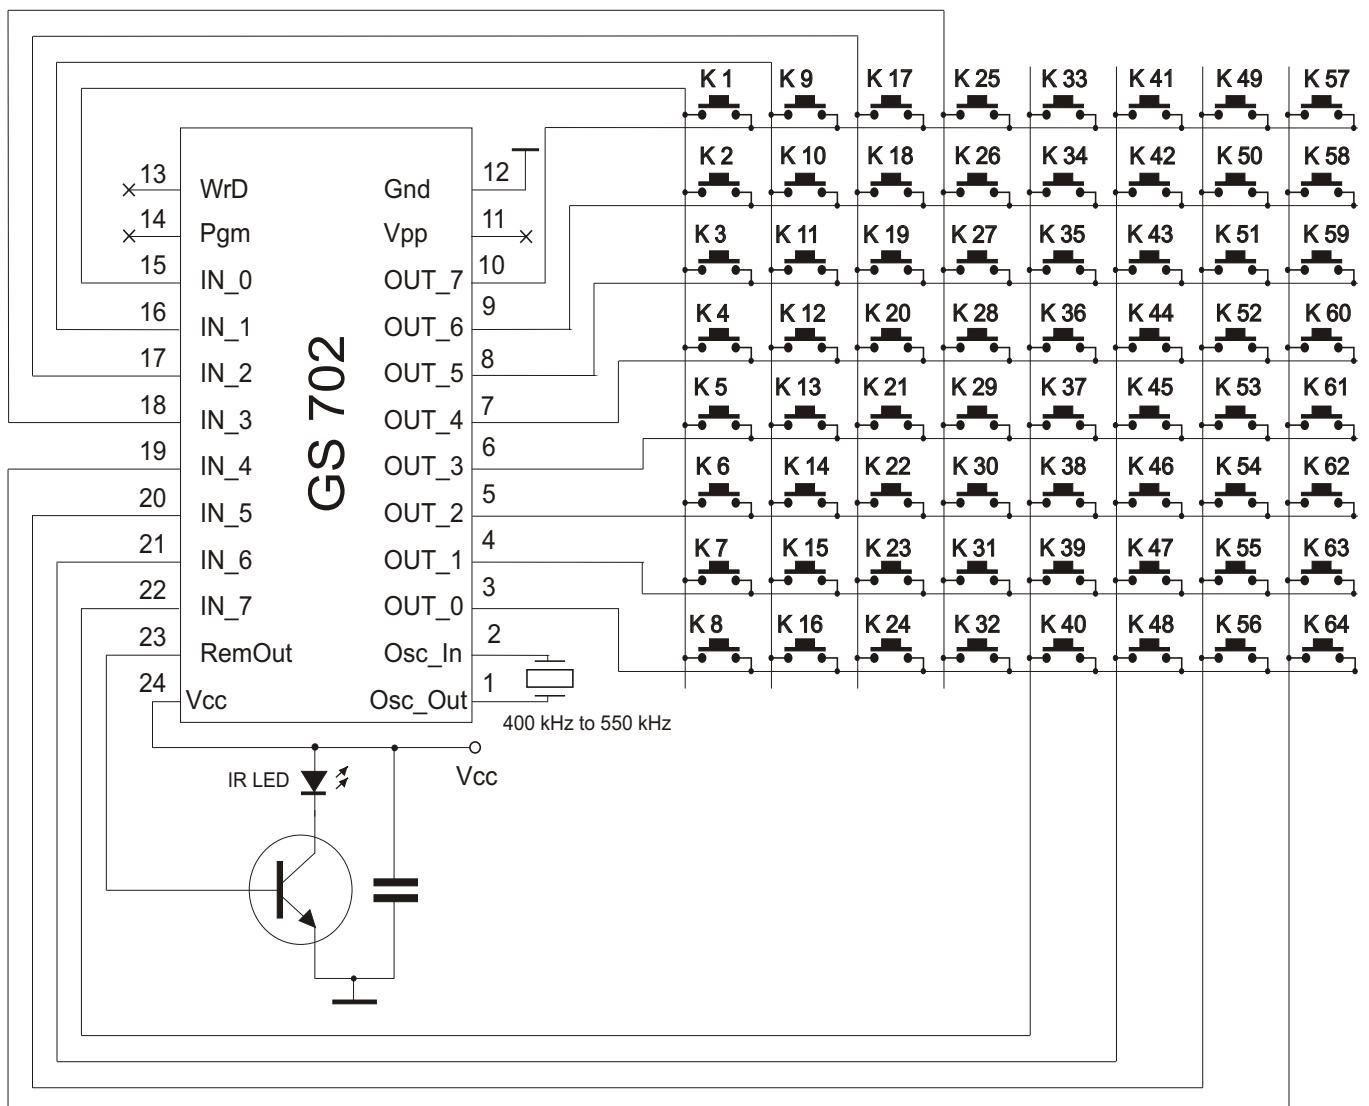 K 1 K 9 K 17 K 25 K 33 K 41 K 49 K 57
K 2 K 10 K 18 K 26 K 34 K 42 K 50 K 58
K 3 K 11 K 19 K 27 K 35 K 43 K 51 K 59
K 4 K 12 K 20 K 28 K 36 K 44 K 52 K 60
K 5 K 13 K 21 K 29 K 37 K 45 K 53 K 61
K 6 K 14 K 22 K 30 K 38 K 46 K 54 K 62
K 7 K 15 K 23 K 31 K 39 K 47 K 55 K 63
K 8 K 16 K 24 K 32 K 40 K 48 K 56 K 64
13 WrD Gnd 12
14 Pgm Vpp 11
15 IN_0 OUT_7 10
16 IN_1 OUT_6 9
17 IN_2 OUT_5 8
18 IN_3 OUT_4 7
19 IN_4 OUT_3 6
20 IN_5 OUT_2 5
21 IN_6 OUT_1 4
22 IN_7 OUT_0 3
23 RemOut Osc_In 2
24 Vcc Osc_Out 1
GS 702
400 kHz to 550 kHz
IR LED
Vcc